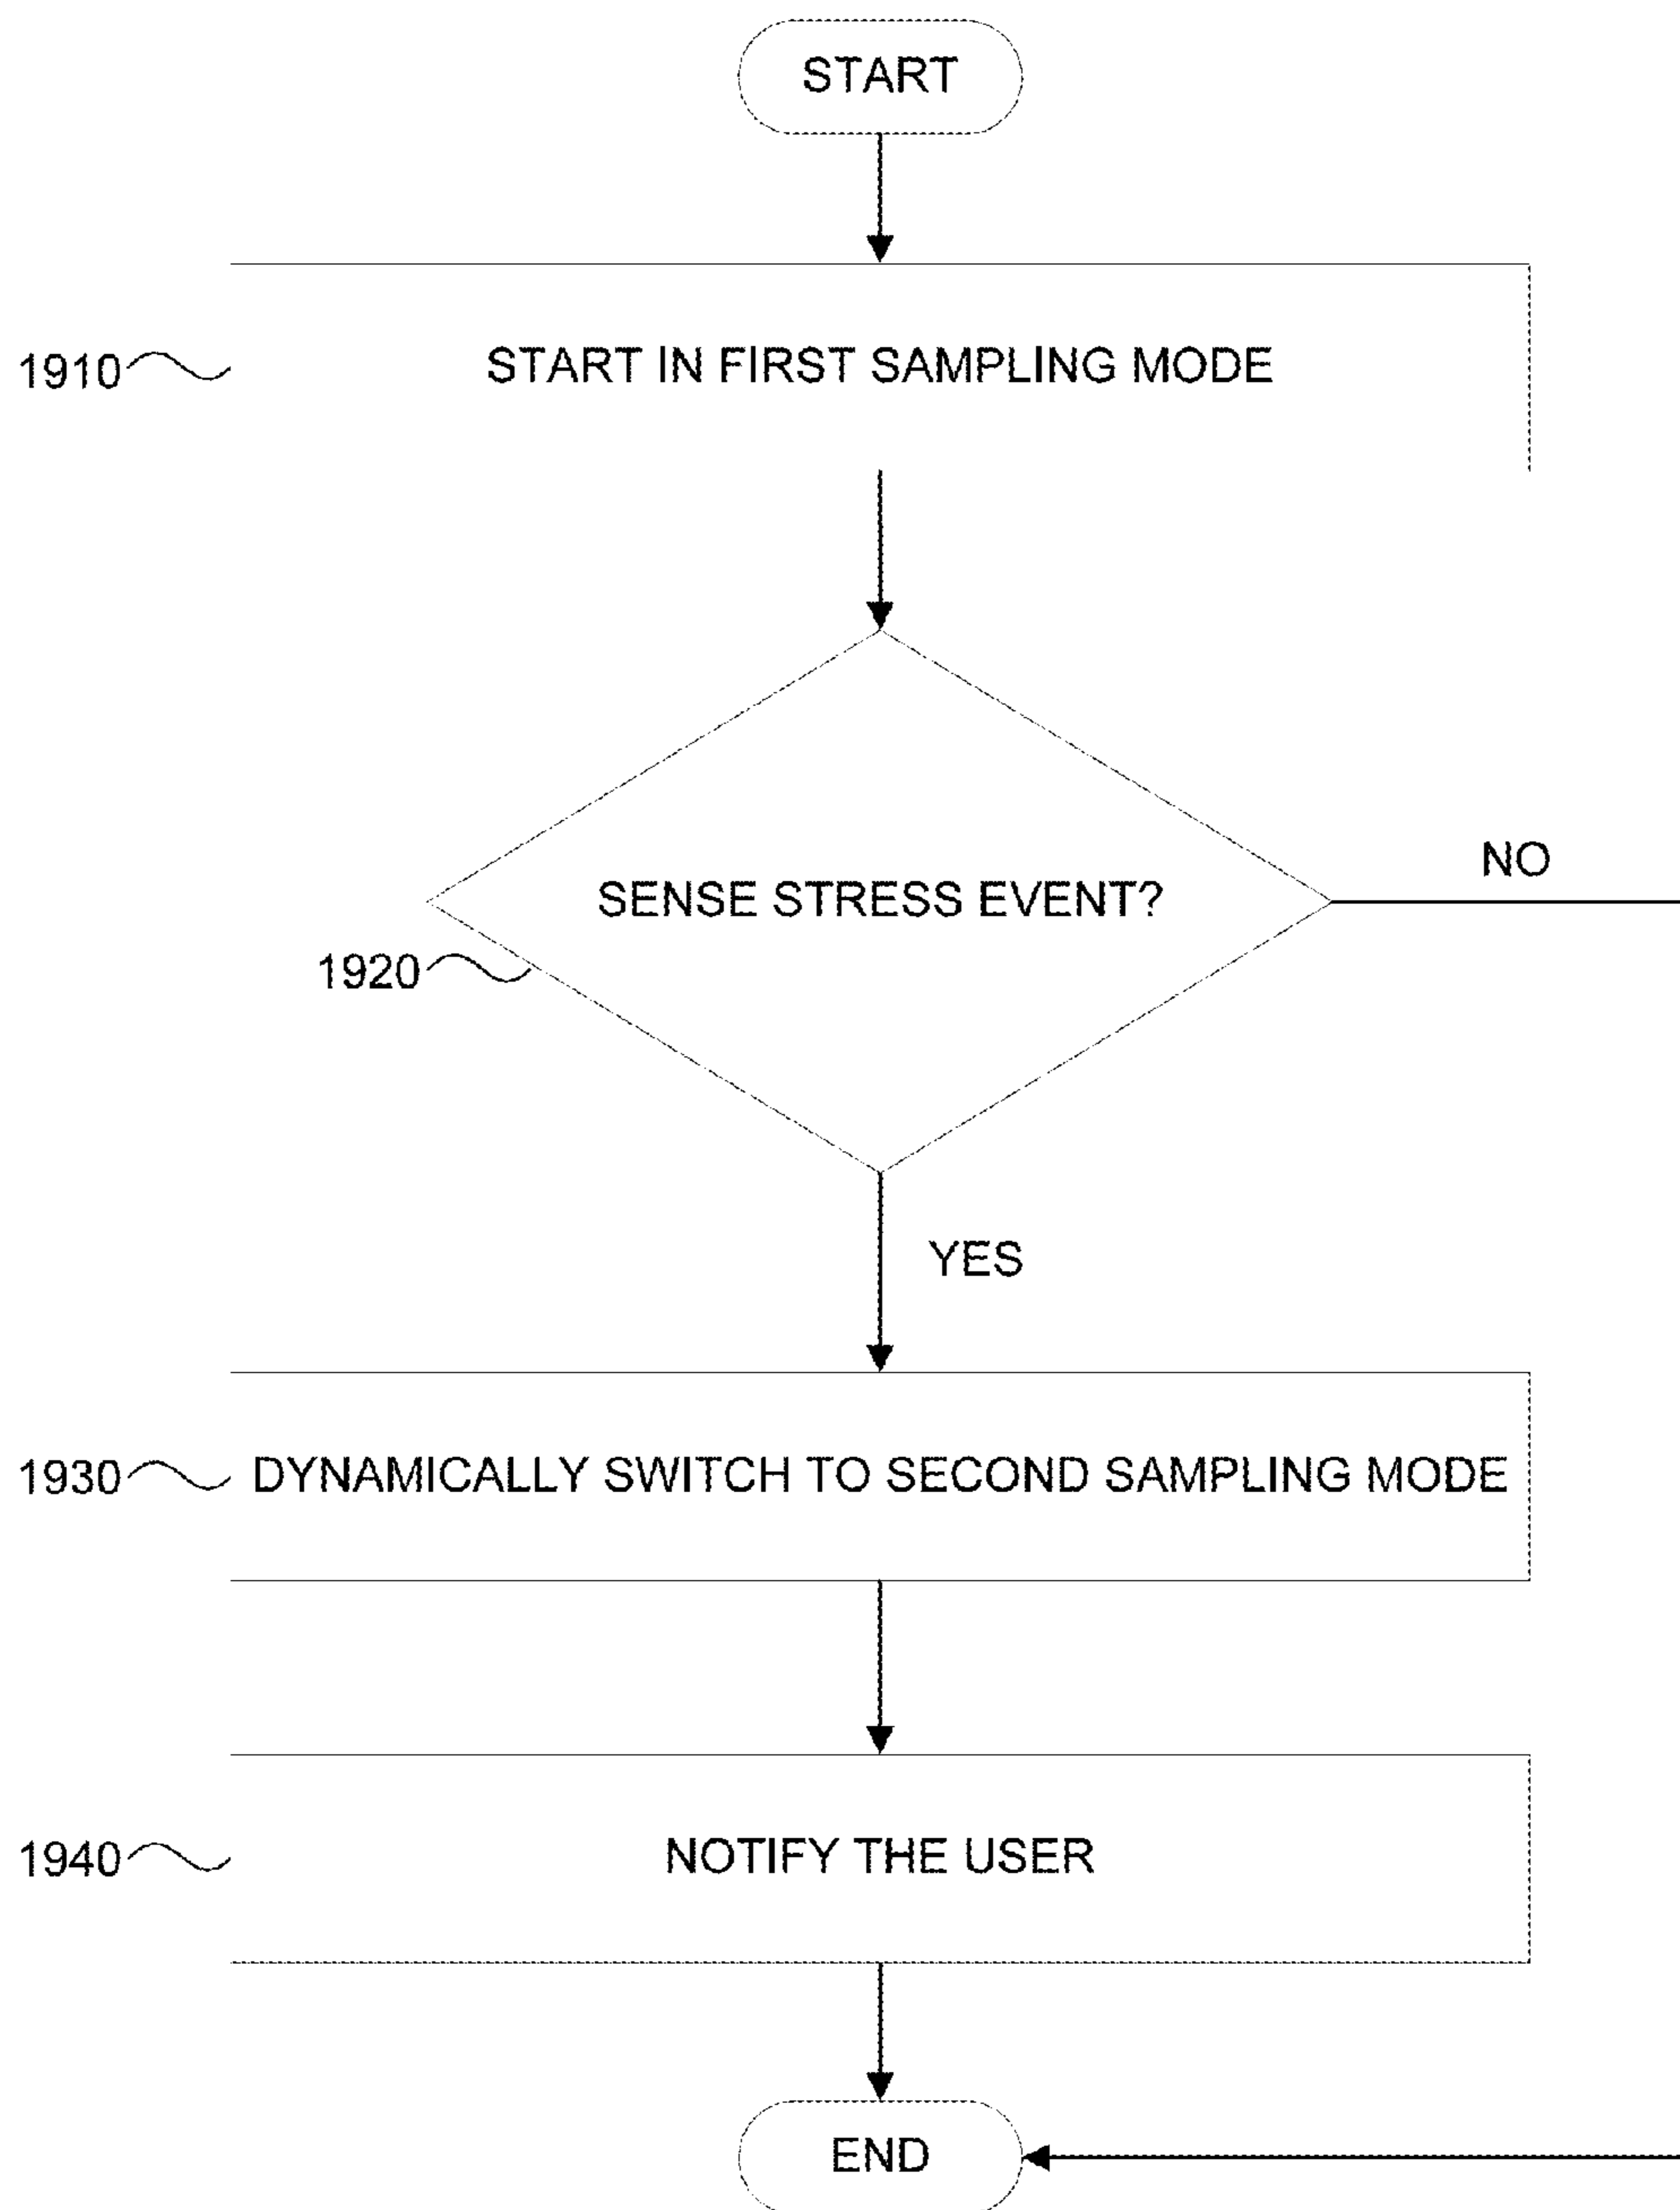 START
1910
START IN FIRST SAMPLING MODE
SENSE STRESS EVENT?
NO
1920
YES
1930
DYNAMICALLY SWITCH TO SECOND SAMPLING MODE
1940
NOTIFY THE USER
END